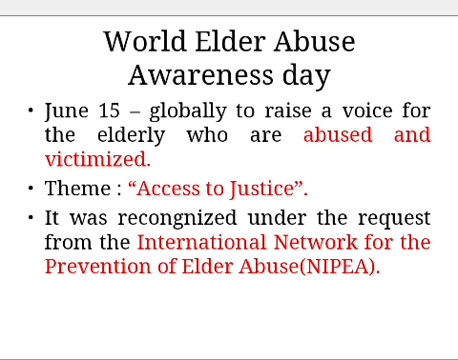 World Elder Abuse
Awareness day
• June 15 – globally to raise a voice for
the elderly who are abused and
victimized.
• Theme : “Access to Justice”.
• It was recongnized under the request
from the International Network for the
Prevention of Elder Abuse(NIPEA).